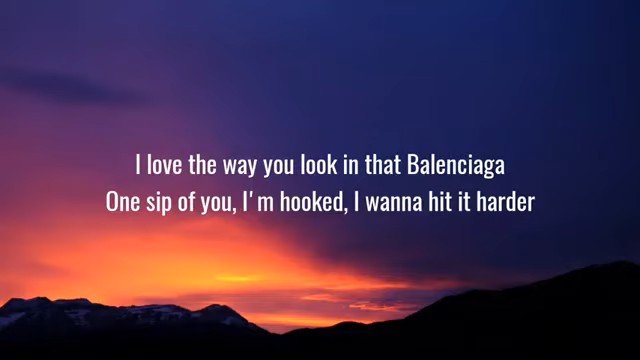 I love the way you look in that Balenciaga
One sip of you, I'm hooked, I wanna hit it harder